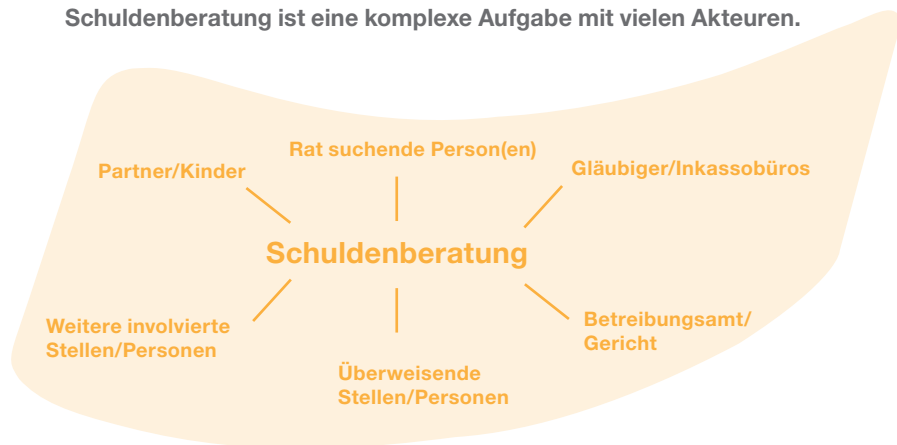 Schuldenberatung ist eine komplexe Aufgabe mit vielen Akteuren.
Rat suchende Person(en)
Partner/Kinder
Gläubiger/Inkassobüros
Schuldenberatung
Weitere involvierte
Stellen/Personen
Betreibungsamt/
Gericht
Überweisende
Stellen/Personen